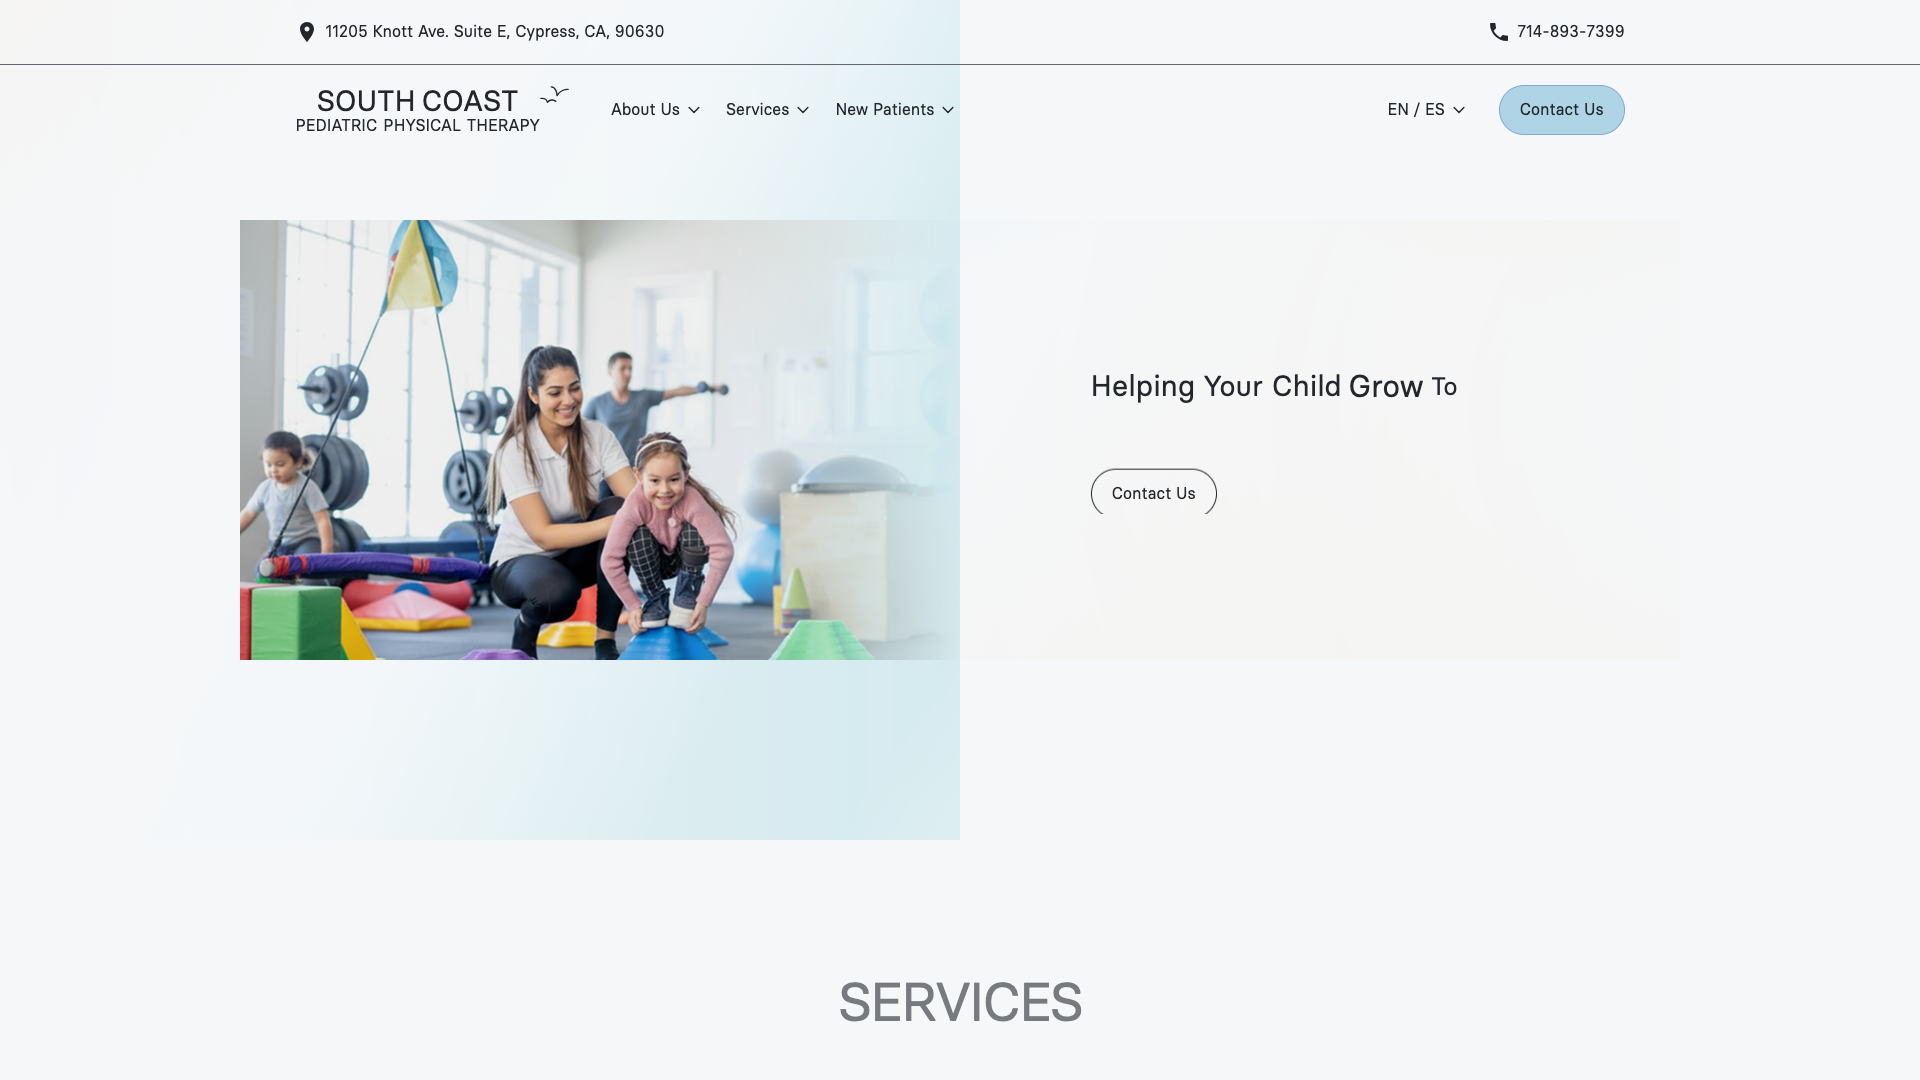 11205 Knott Ave. Suite E, Cypress, CA, 90630
714-893-7399
SOUTH COAST
PEDIATRIC PHYSICAL THERAPY
About Us
Services
New Patients
EN / ES
Contact Us
Helping Your Child Grow To
Contact Us
SERVICES